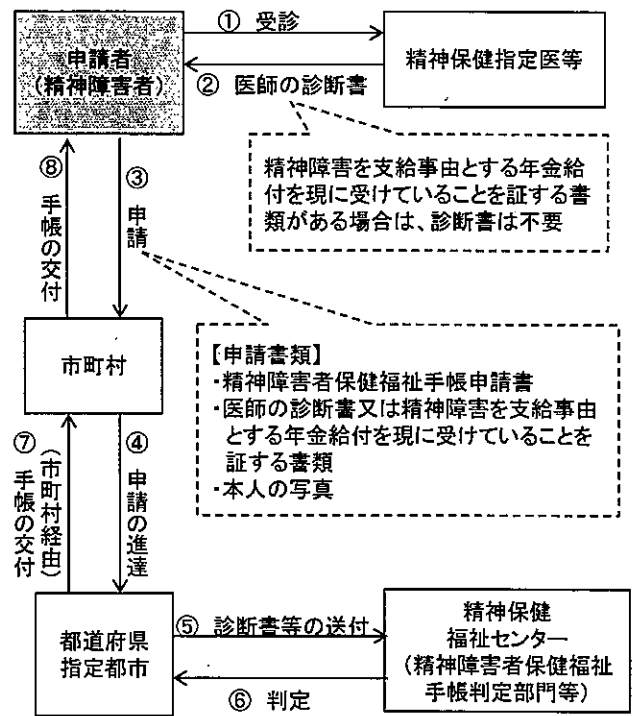 ① 受診
申請者
(精神障害者)
精神保健指定医等
② 医師の診断書
精神障害を支給事由とする年金給
付を現に受けていることを証する書
類がある場合は、診断書は不要
⑧ 手帳の交付
③ 申請
市町村
【申請書類】
・精神障害者保健福祉手帳申請書
・医師の診断書又は精神障害を支給事由
とする年金給付を現に受けていることを
証する書類
・本人の写真
⑦ 手帳の交付
(市町村経由)
④ 申請の進達
都道府県
指定都市
⑤ 診断書等の送付
⑥ 判定
精神保健
福祉センター
(精神障害者保健福祉
手帳判定部門等)